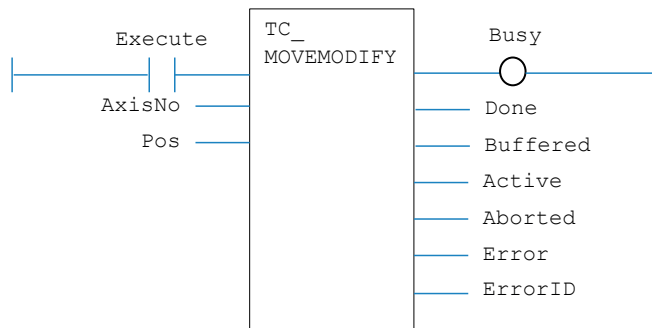 Execute
TC_
MOVEMODIFY
Busy
AxisNo
Done
Pos
Buffered
Active
Aborted
Error
ErrorID